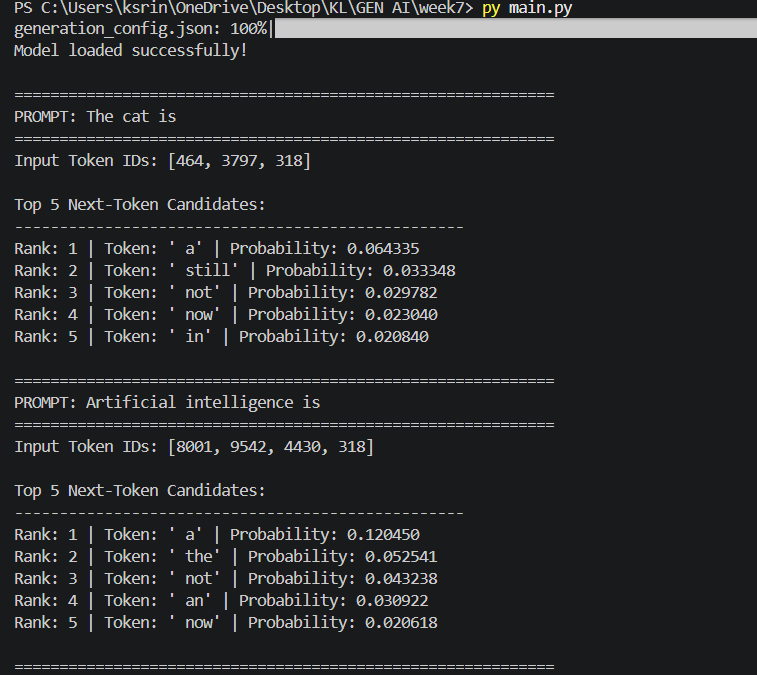 PS C:\Users\ksrin\OneDrive\Desktop\KL\GEN AI\week7> py main.py
generation_config.json: 100%|
Model loaded successfully!
============================================================
PROMPT: The cat is
============================================================
Input Token IDs: [464, 3797, 318]
Top 5 Next-Token Candidates:
--------------------------------------------------
Rank: 1 | Token: ' a' | Probability: 0.064335
Rank: 2 | Token: ' still' | Probability: 0.033348
Rank: 3 | Token: ' not' | Probability: 0.029782
Rank: 4 | Token: ' now' | Probability: 0.023040
Rank: 5 | Token: ' in' | Probability: 0.020840
============================================================
PROMPT: Artificial intelligence is
============================================================
Input Token IDs: [8001, 9542, 4430, 318]
Top 5 Next-Token Candidates:
--------------------------------------------------
Rank: 1 | Token: ' a' | Probability: 0.120450
Rank: 2 | Token: ' the' | Probability: 0.052541
Rank: 3 | Token: ' not' | Probability: 0.043238
Rank: 4 | Token: ' an' | Probability: 0.030922
Rank: 5 | Token: ' now' | Probability: 0.020618
============================================================